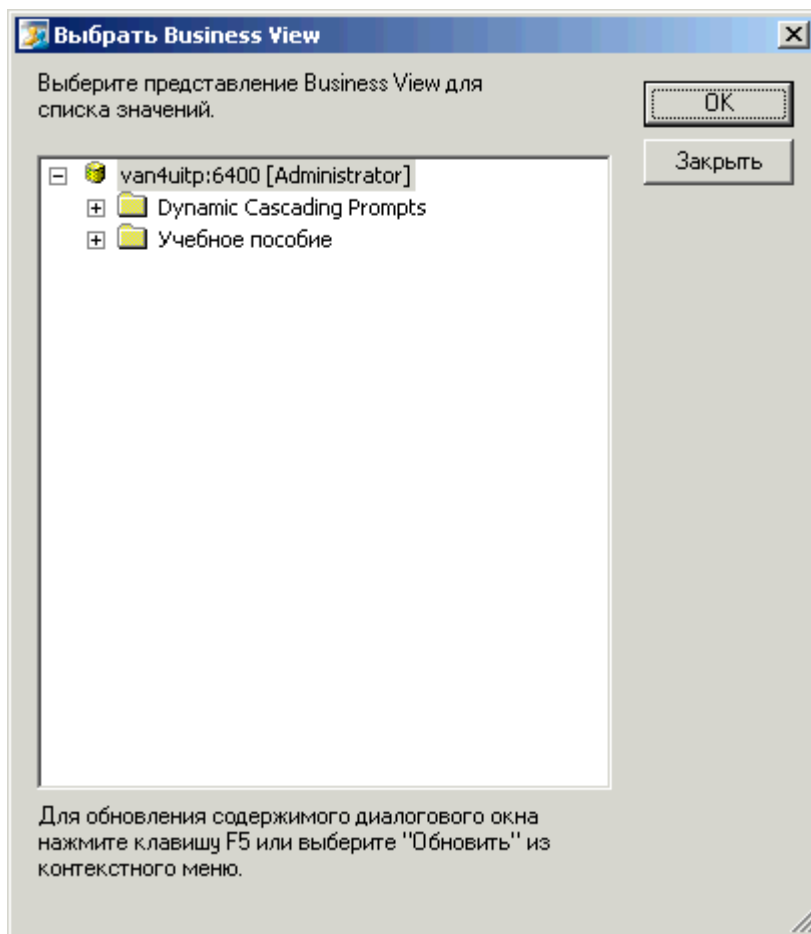 Выбрать Business View
Выберите представление Business View для
списка значений.
OK
Закрыть
van4uitp:6400 [Administrator]
Dynamic Cascading Prompts
Учебное пособие
Для обновления содержимого диалогового окна
нажмите клавишу F5 или выберите "Обновить" из
контекстного меню.